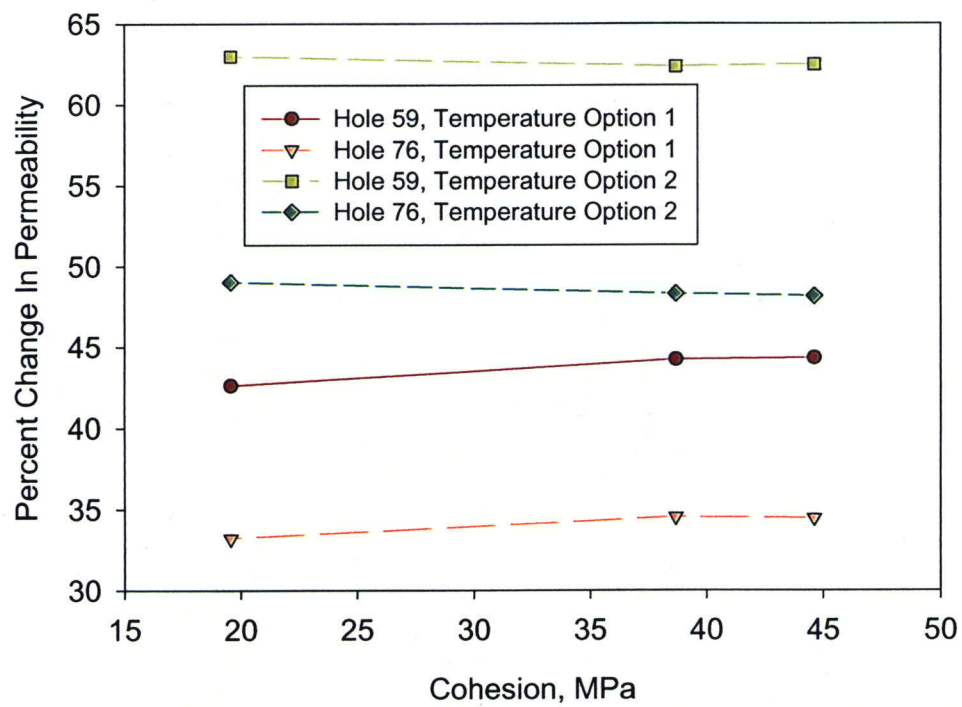 65
60
55
50
45
40
35
30
Percent Change In Permeability
Hole 59, Temperature Option 1
Hole 76, Temperature Option 1
Hole 59, Temperature Option 2
Hole 76, Temperature Option 2
15 20 25 30 35 40 45 50
Cohesion, MPa